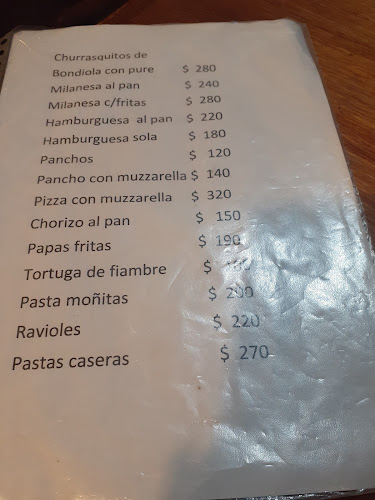 Churrasquitos de
Bondiola con pure $ 280
Milanesa al pan $ 240
Milanesa c/fritas $ 280
Hamburguesa al pan $ 220
Hamburguesa sola $ 180
Panchos $ 120
Pancho con muzzarella $ 140
Pizza con muzzarella $ 320
Chorizo al pan $ 150
Papas fritas $ 190
Tortuga de fiambre $
Pasta moñitas $ 200
Ravioles $ 220
Pastas caseras $ 270